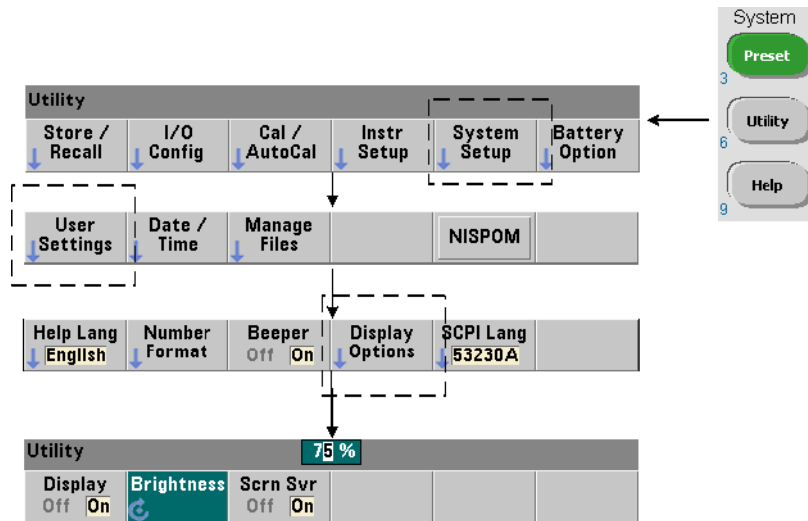 System
Preset
3
Utility
6
Help
9
Utility
Store / Recall
I/O Config
Cal / AutoCal
Instr Setup
System Setup
Battery Option
User Settings
Date / Time
Manage Files
NISPOM
Help Lang English
Number Format
Beeper Off On
Display Options
SCPI Lang 53230A
Utility
75 %
Display Off On
Brightness
Scrn Svr Off On